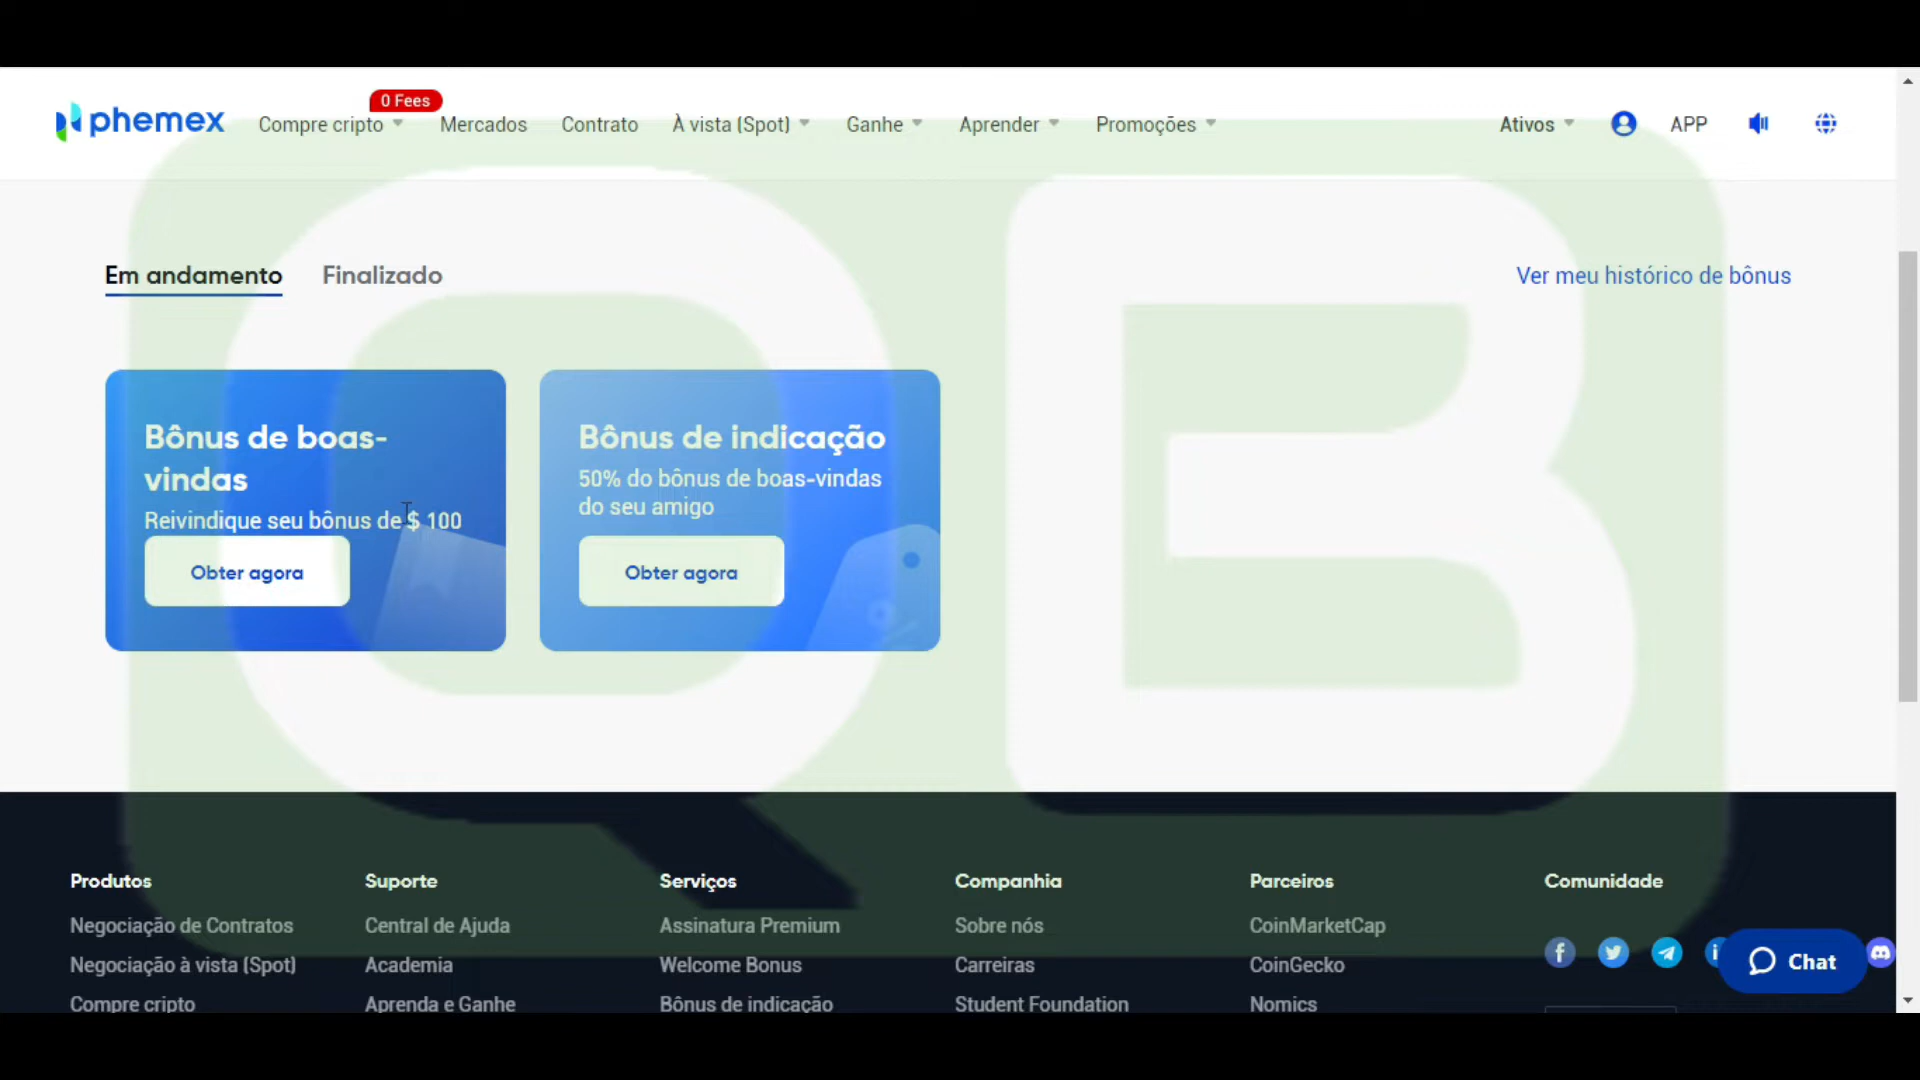 phemex
Compre cripto
0 Fees
Mercados
Contrato
À vista (Spot)
Ganhe
Aprender
Promoções
Ativos
APP
Em andamento
Finalizado
Ver meu histórico de bônus
Bônus de boas-
vindas
Reivindique seu bônus de $ 100
Obter agora
Bônus de indicação
50% do bônus de boas-vindas
do seu amigo
Obter agora
QB
Produtos
Negociação de Contratos
Negociação à vista (Spot)
Compre cripto
Suporte
Central de Ajuda
Academia
Aprenda e Ganhe
Serviços
Assinatura Premium
Welcome Bonus
Bônus de indicação
Companhia
Sobre nós
Carreiras
Student Foundation
Parceiros
CoinMarketCap
CoinGecko
Nomics
Comunidade
Chat